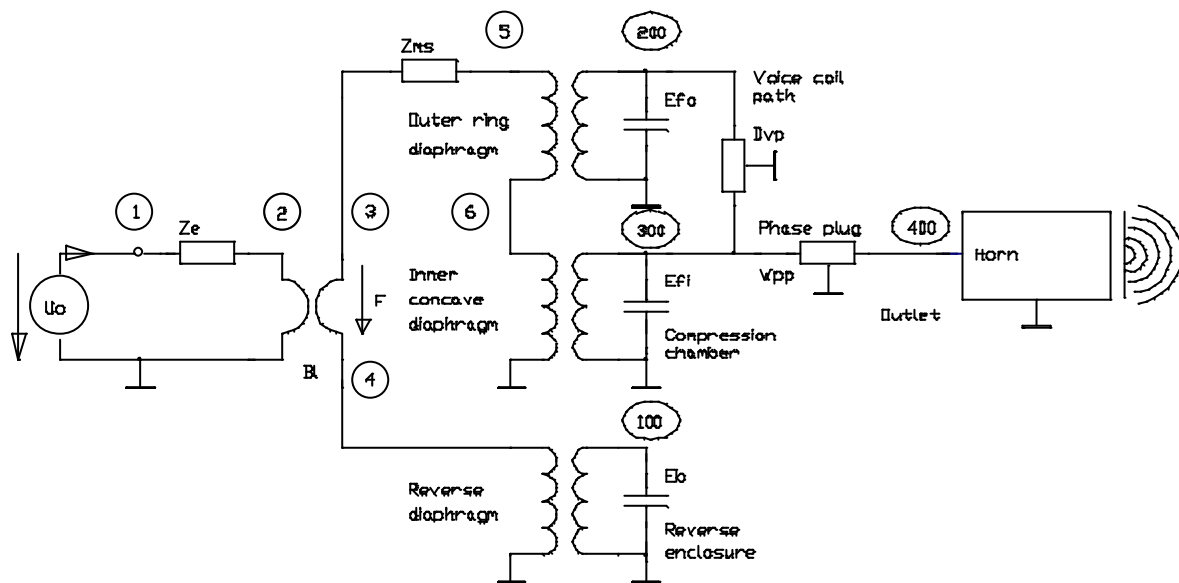 5
200
Zms
Voice coil
path
Efo
Outer ring
diaphragm
Dvp
1
Ze
2
3
6
300
Phase plug
400
Uo
F
Inner
concave
diaphragm
Efi
Wpp
Horn
Outlet
Compression
chamber
Bl
4
100
Reverse
diaphragm
Eb
Reverse
enclosure